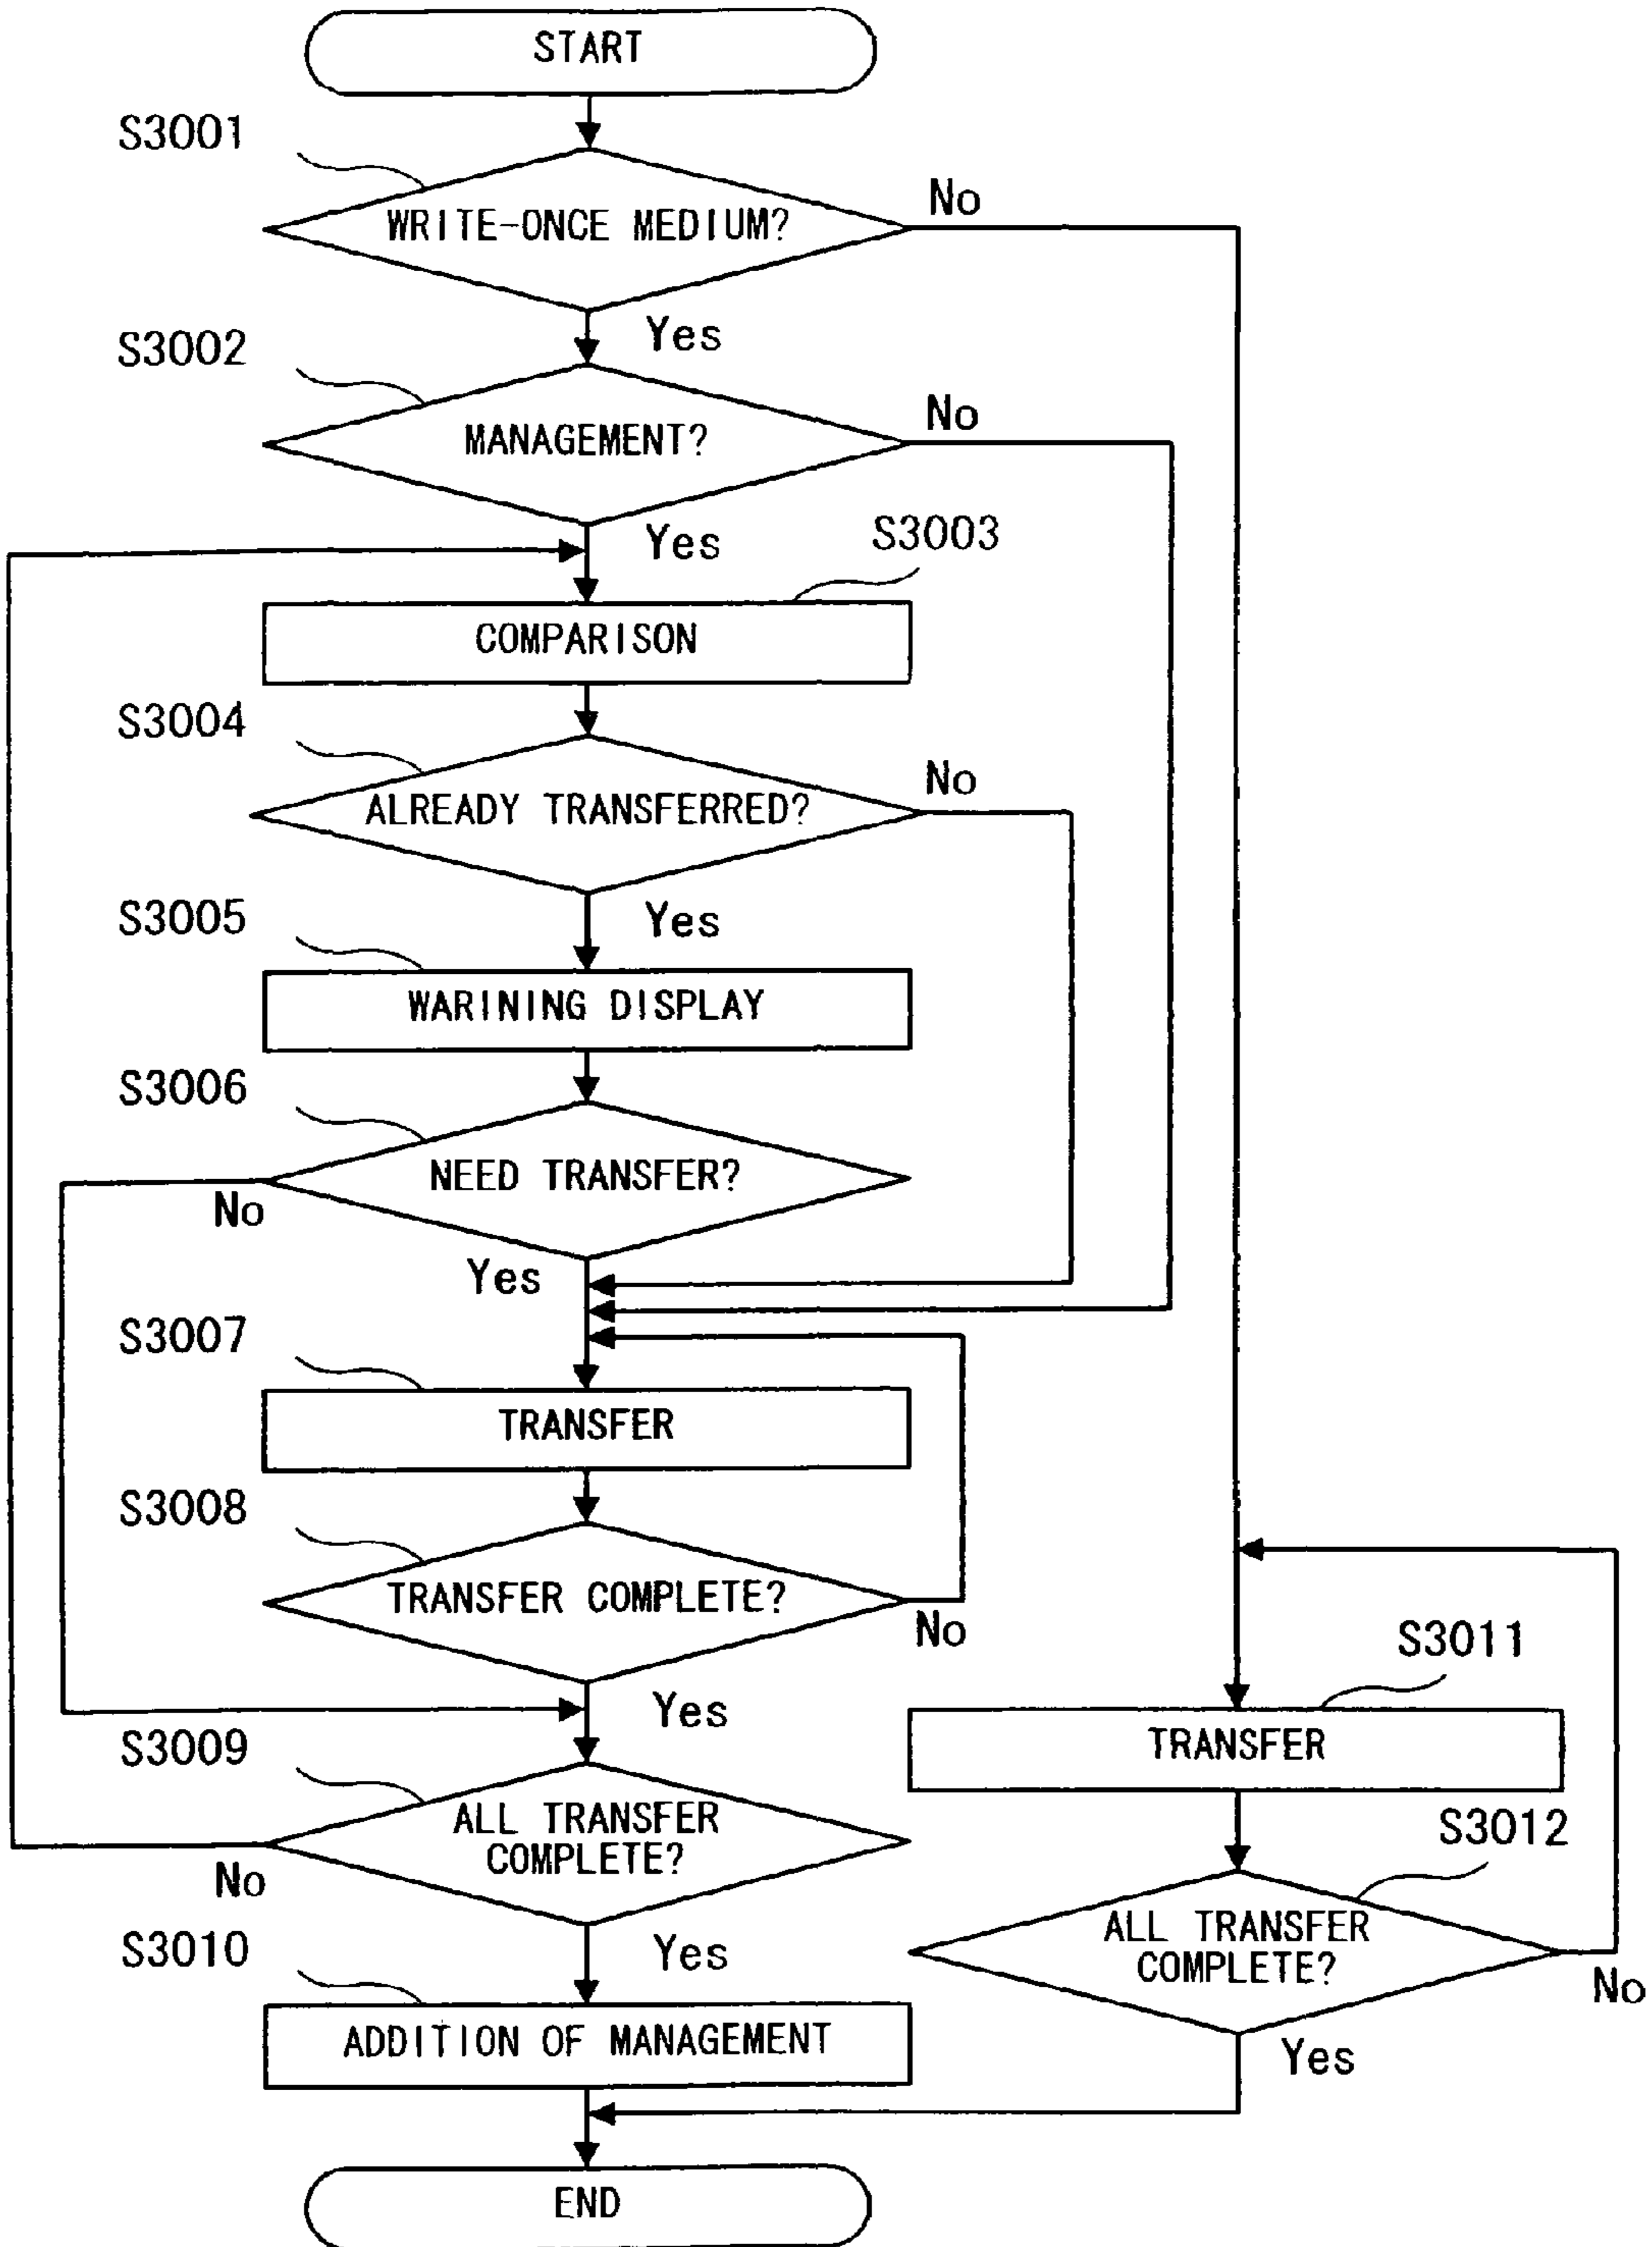 START
S3001
WRITE-ONCE MEDIUM?
No
Yes
S3002
MANAGEMENT?
No
Yes
S3003
COMPARISON
S3004
ALREADY TRANSFERRED?
No
Yes
S3005
WARINING DISPLAY
S3006
NEED TRANSFER?
No
Yes
S3007
TRANSFER
S3008
TRANSFER COMPLETE?
No
Yes
S3009
ALL TRANSFER
COMPLETE?
No
Yes
S3010
ADDITION OF MANAGEMENT
S3011
TRANSFER
S3012
ALL TRANSFER
COMPLETE?
No
Yes
END